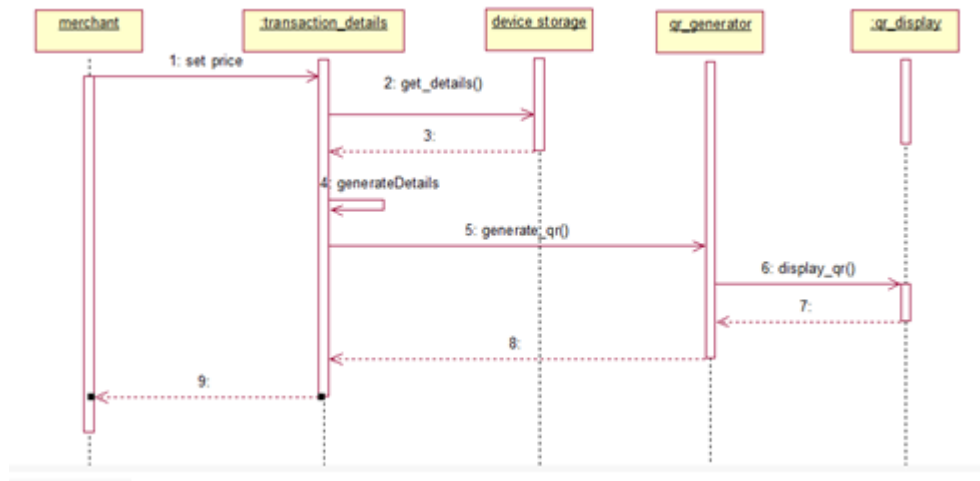 merchant
:transaction_details
device storage
qr_generator
:qr_display
1: set price
2: get_details()
3:
4: generateDetails
5: generate_qr()
6: display_qr()
7:
8:
9: